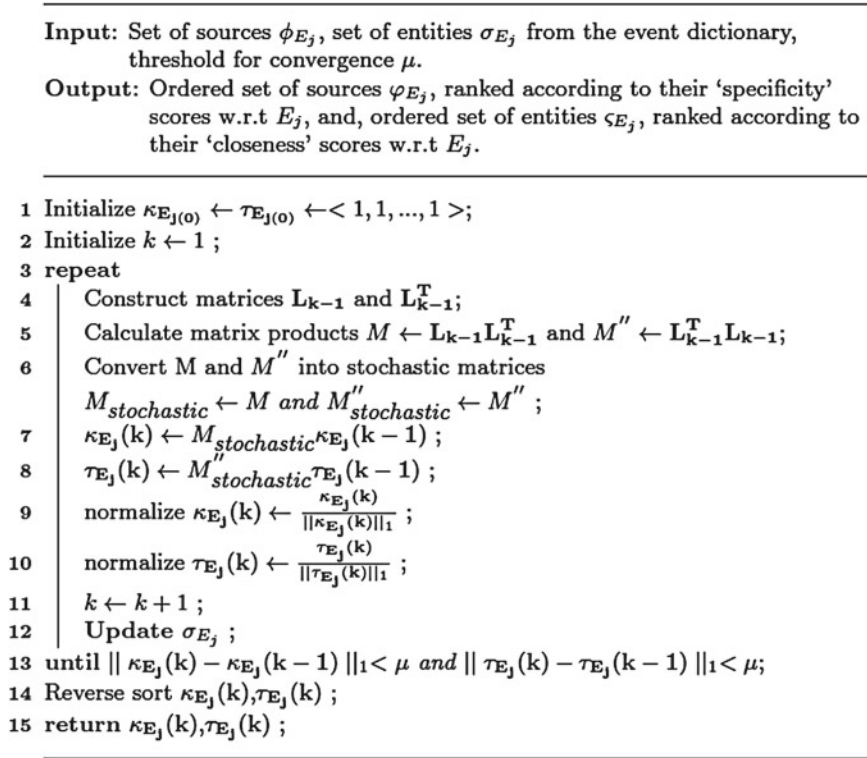 Input: Set of sources ϕ_{E_j}, set of entities σ_{E_j} from the event dictionary,
threshold for convergence μ.
Output: Ordered set of sources φ_{E_j}, ranked according to their ‘specificity’
scores w.r.t E_j, and, ordered set of entities ς_{E_j}, ranked according to
their ‘closeness’ scores w.r.t E_j.
1 Initialize κ_{E_{j(0)}} ← τ_{E_{j(0)}} ←< 1, 1, ..., 1 >;
2 Initialize k ← 1 ;
3 repeat
4 Construct matrices L_{k−1} and L^T_{k−1};
5 Calculate matrix products M ← L_{k−1}L^T_{k−1} and M'' ← L^T_{k−1}L_{k−1};
6 Convert M and M'' into stochastic matrices
M_{stochastic} ← M and M''_{stochastic} ← M'' ;
7 κ_{E_j}(k) ← M_{stochastic}κ_{E_j}(k − 1) ;
8 τ_{E_j}(k) ← M''_{stochastic}τ_{E_j}(k − 1) ;
9 normalize κ_{E_j}(k) ← \frac{κ_{E_j}(k)}{||κ_{E_j}(k)||_1} ;
10 normalize τ_{E_j}(k) ← \frac{τ_{E_j}(k)}{||τ_{E_j}(k)||_1} ;
11 k ← k + 1 ;
12 Update σ_{E_j} ;
13 until || κ_{E_j}(k) − κ_{E_j}(k − 1) ||_1< μ and || τ_{E_j}(k) − τ_{E_j}(k − 1) ||_1< μ;
14 Reverse sort κ_{E_j}(k),τ_{E_j}(k) ;
15 return κ_{E_j}(k),τ_{E_j}(k) ;